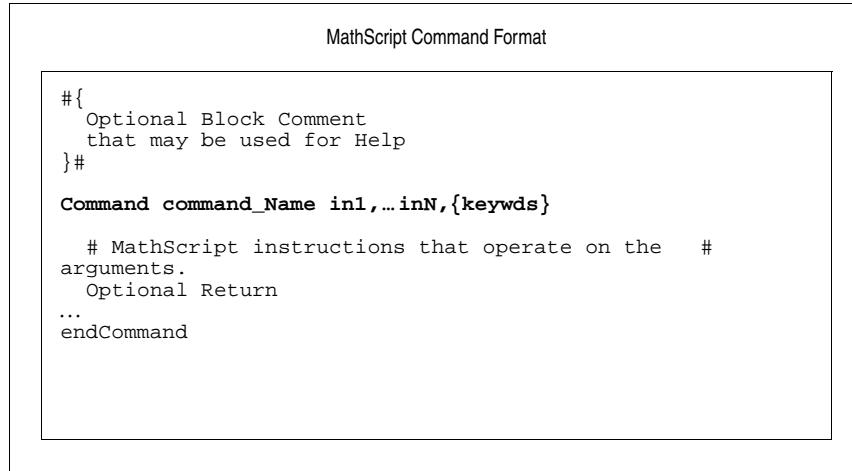 MathScript Command Format
#{
  Optional Block Comment
  that may be used for Help
}#
Command command_Name in1,…inN,{keywds}
  # MathScript instructions that operate on the   #
arguments.
  Optional Return
…
endCommand